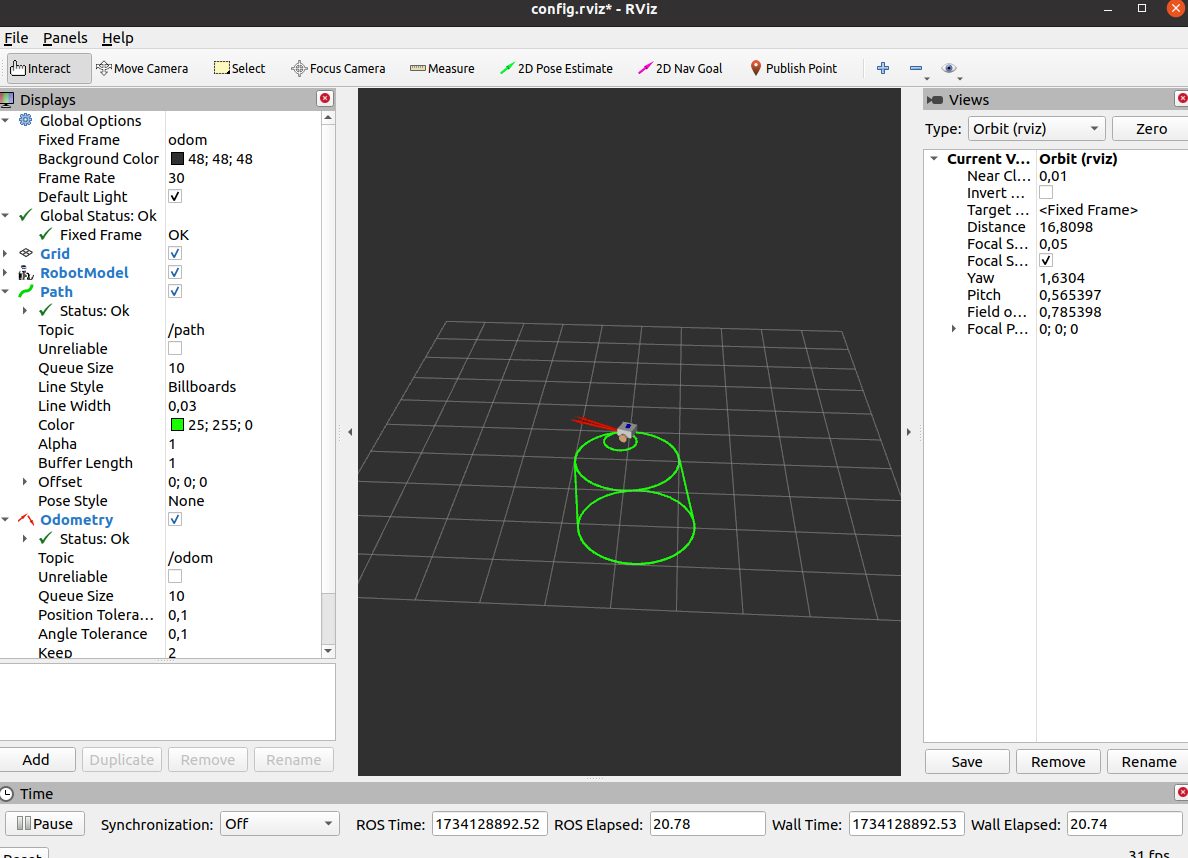 config.rviz* - RViz
File Panels Help
Interact Move Camera Select Focus Camera Measure 2D Pose Estimate 2D Nav Goal Publish Point
Displays
Global Options
Fixed Frame odom
Background Color 48; 48; 48
Frame Rate 30
Default Light
Global Status: Ok
Fixed Frame OK
Grid
RobotModel
Path
Status: Ok
Topic /path
Unreliable
Queue Size 10
Line Style Billboards
Line Width 0,03
Color 25; 255; 0
Alpha 1
Buffer Length 1
Offset 0; 0; 0
Pose Style None
Odometry
Status: Ok
Topic /odom
Unreliable
Queue Size 10
Position Tolera... 0,1
Angle Tolerance 0,1
Keep 2
Add Duplicate Remove Rename
Views
Type: Orbit (rviz) Zero
Current V... Orbit (rviz)
Near Cl... 0,01
Invert ...
Target ... <Fixed Frame>
Distance 16,8098
Focal S... 0,05
Focal S...
Yaw 1,6304
Pitch 0,565397
Field o... 0,785398
Focal P... 0; 0; 0
Save Remove Rename
Time
Pause Synchronization: Off ROS Time: 1734128892.52 ROS Elapsed: 20.78 Wall Time: 1734128892.53 Wall Elapsed: 20.74
Reset 31 fps